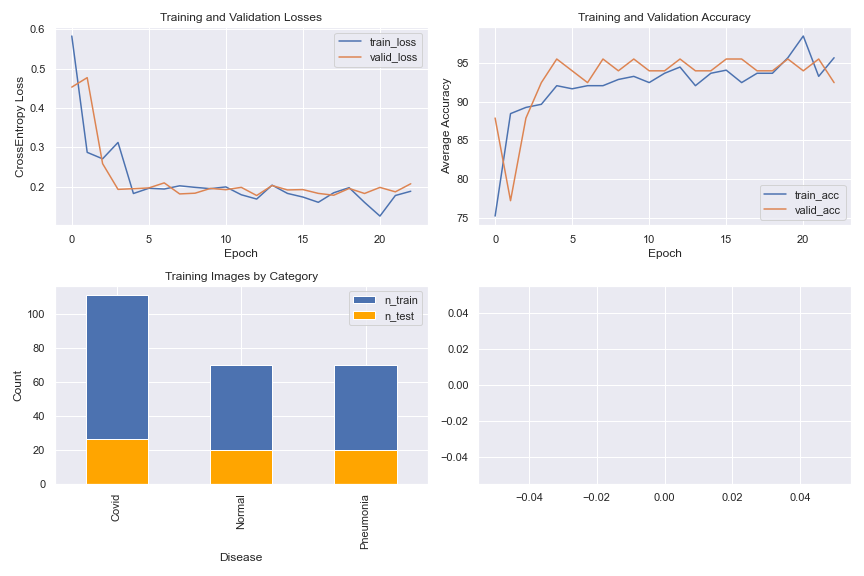 Training and Validation Losses
0.6
0.5
0.4
0.3
0.2
CrossEntropy Loss
train_loss
valid_loss
0
5
10
15
20
Epoch
Training and Validation Accuracy
95
90
85
80
75
Average Accuracy
train_acc
valid_acc
0
5
10
15
20
Epoch
Training Images by Category
100
80
60
40
20
0
Count
n_train
n_test
Covid
Normal
Pneumonia
Disease
0.04
0.02
0.00
−0.02
−0.04
−0.04
−0.02
0.00
0.02
0.04